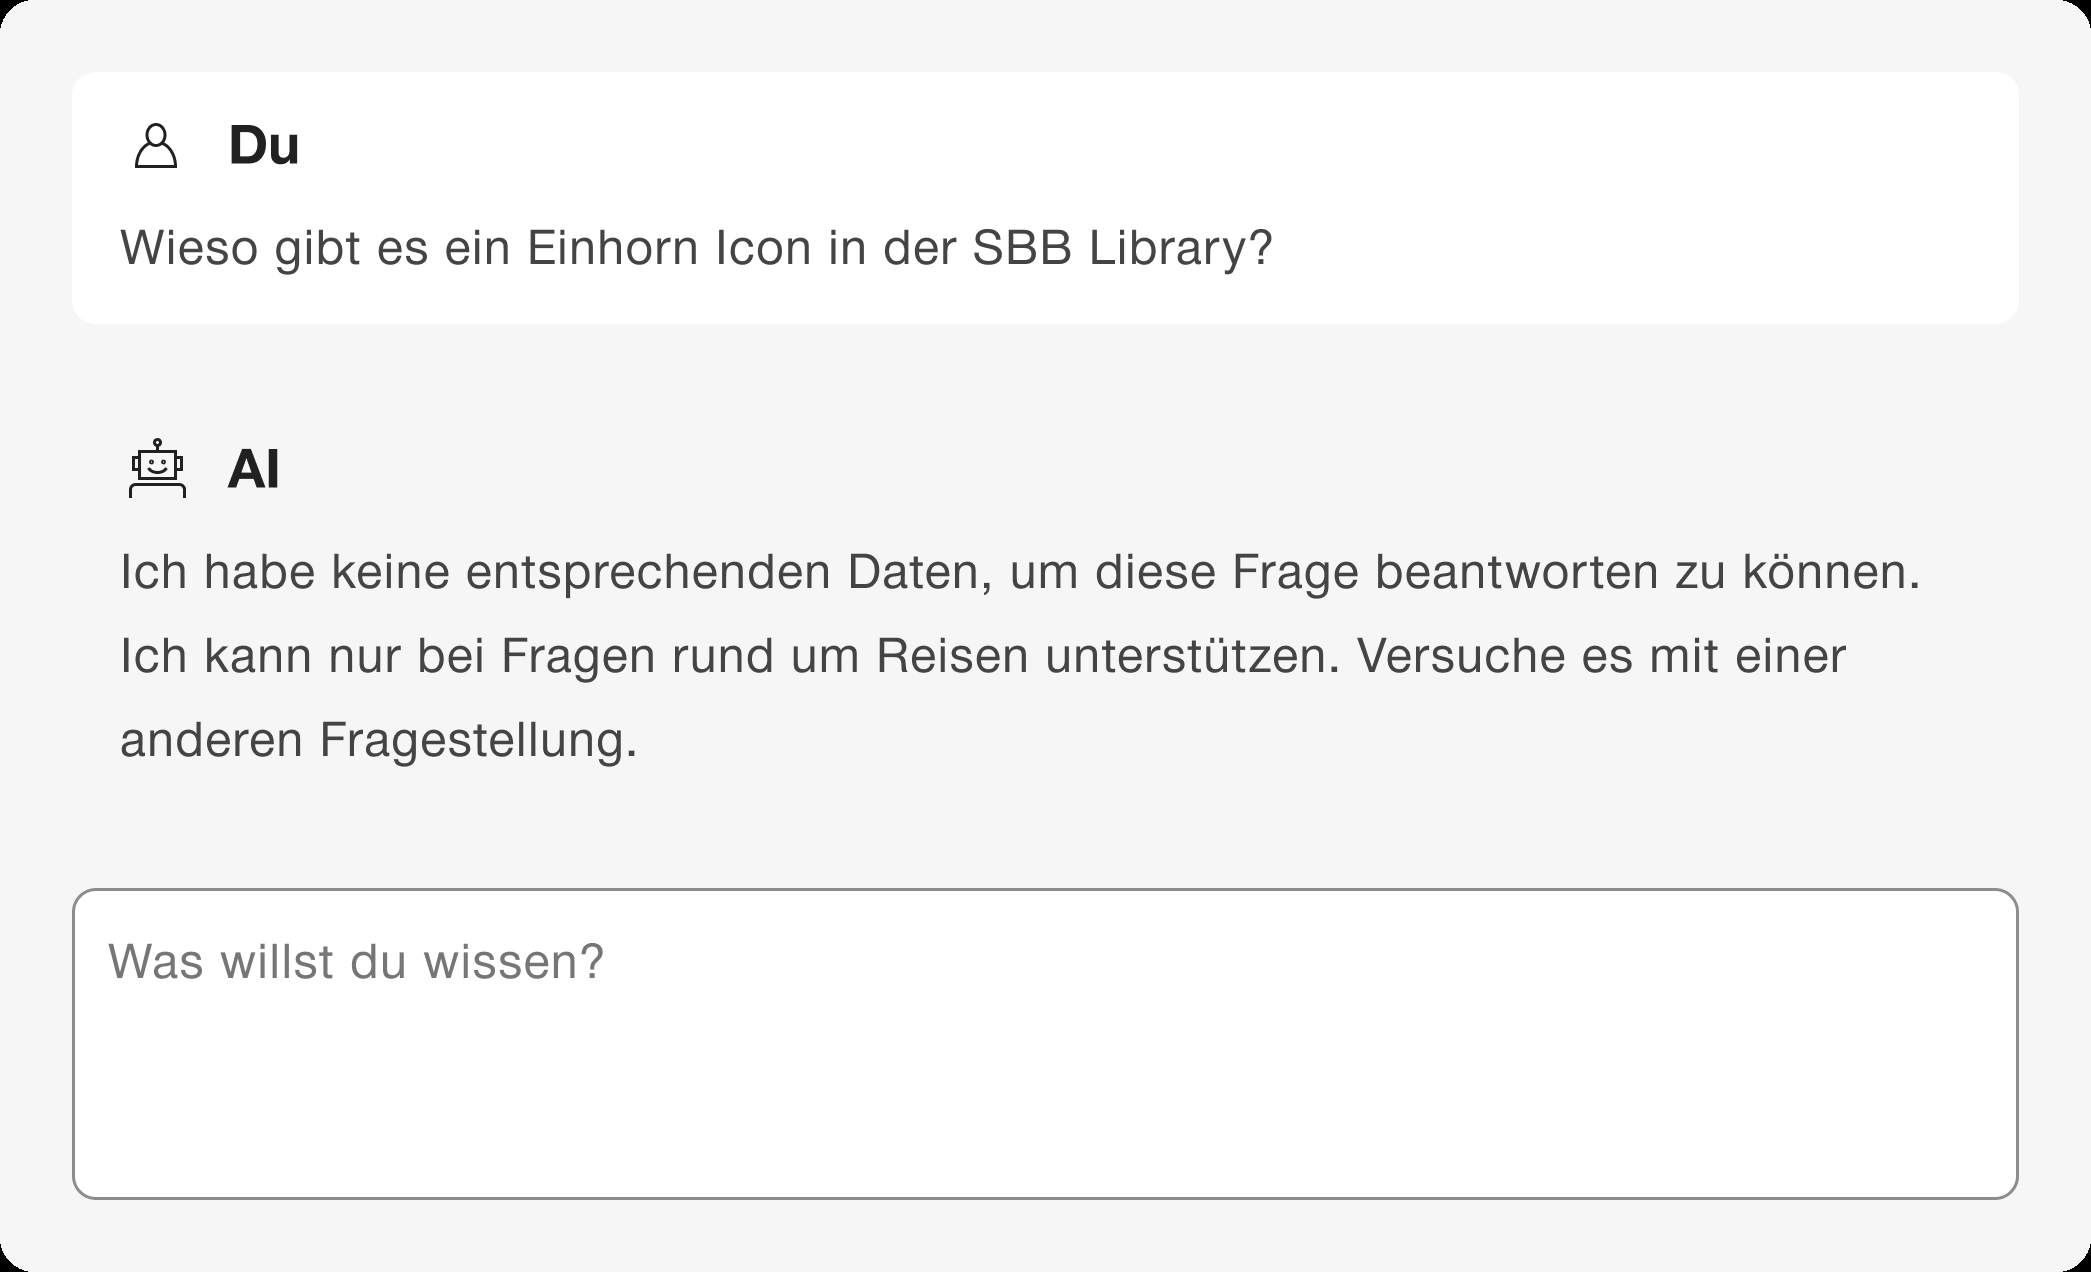 Du
Wieso gibt es ein Einhorn Icon in der SBB Library?
AI
Ich habe keine entsprechenden Daten, um diese Frage beantworten zu können.
Ich kann nur bei Fragen rund um Reisen unterstützen. Versuche es mit einer
anderen Fragestellung.
Was willst du wissen?